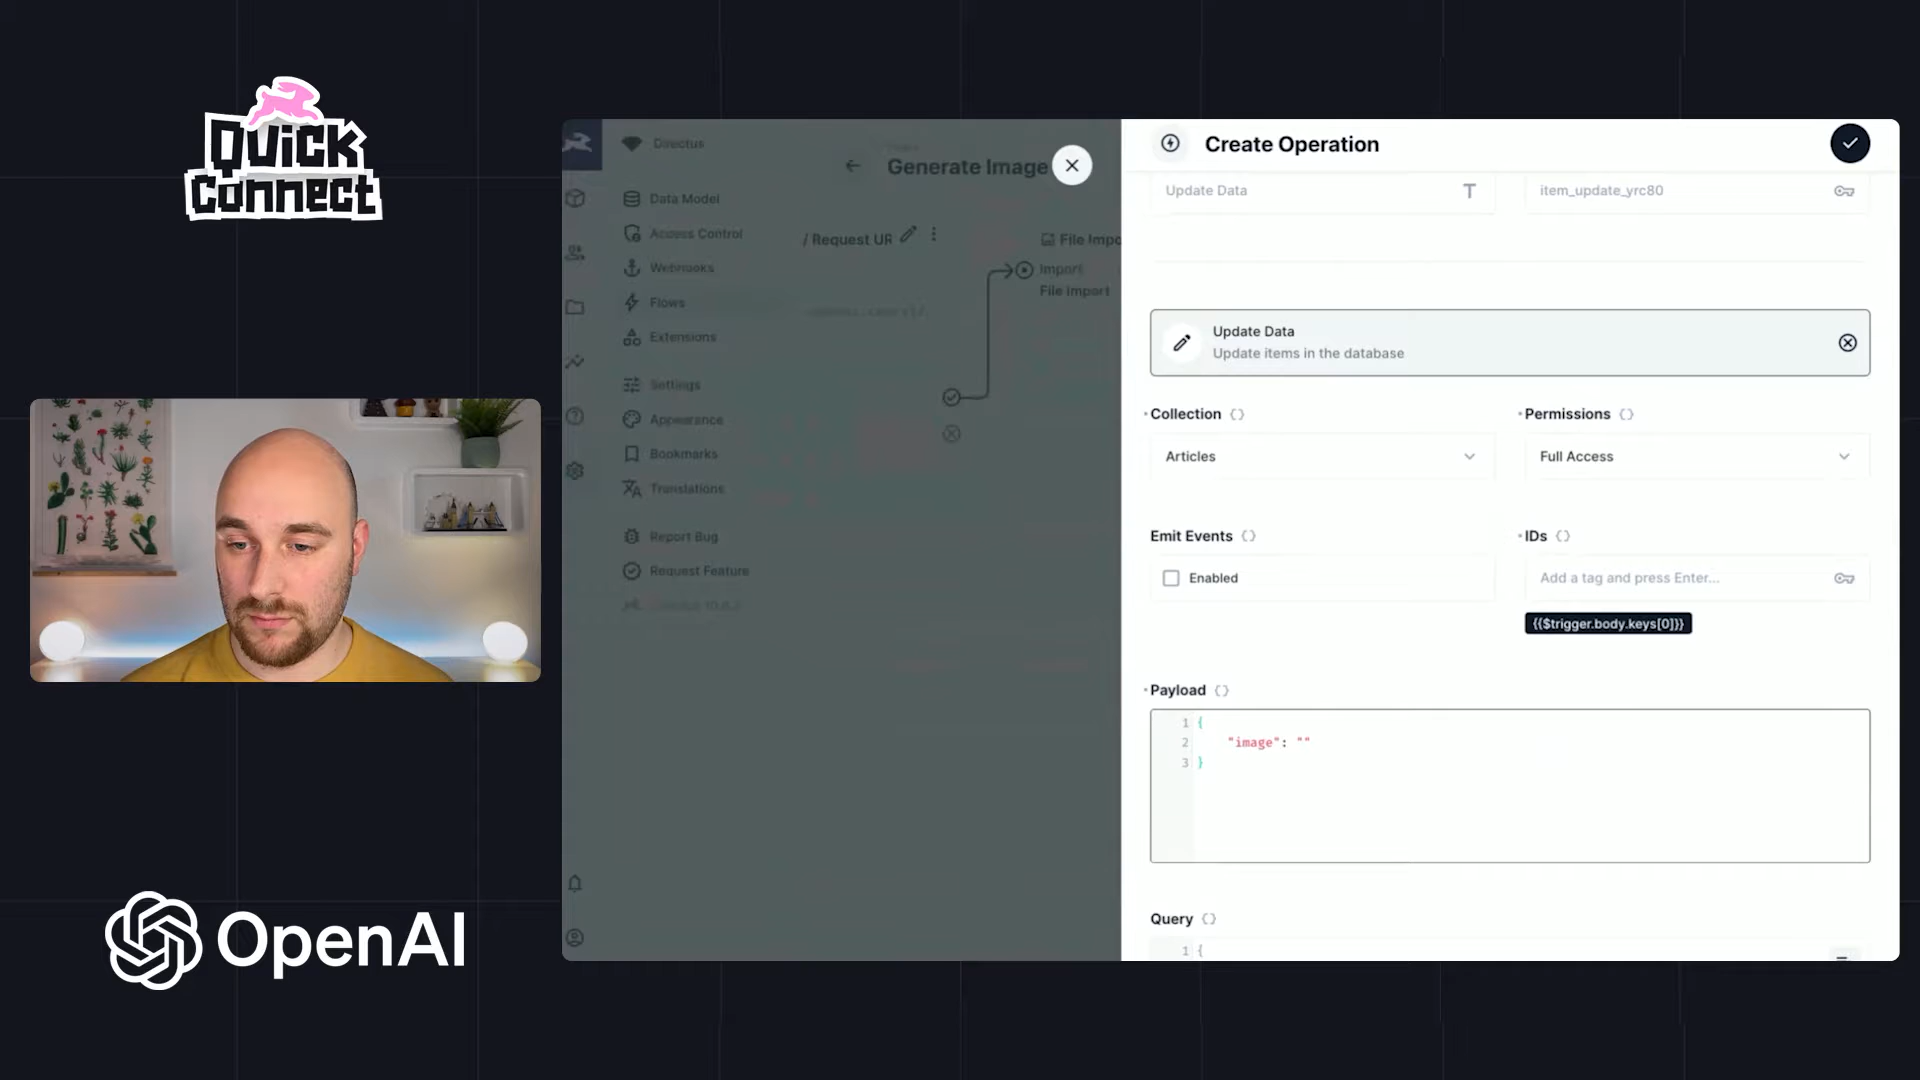 QUiCK
CONNECT
OpenAI
Directus
Data Model
Access Control
Webhooks
Flows
Extensions
Settings
Appearance
Bookmarks
Translations
Report Bug
Request Feature
Generate Image
/ Request UR
File Impo
Import
File Import
Create Operation
Update Data
item_update_yrc80
Update Data
Update items in the database
Collection
Permissions
Articles
Full Access
Emit Events
IDs
Enabled
Add a tag and press Enter...
{{$trigger.body.keys[0]}}
Payload
1 {
2 "image": ""
3 }
Query
1 {